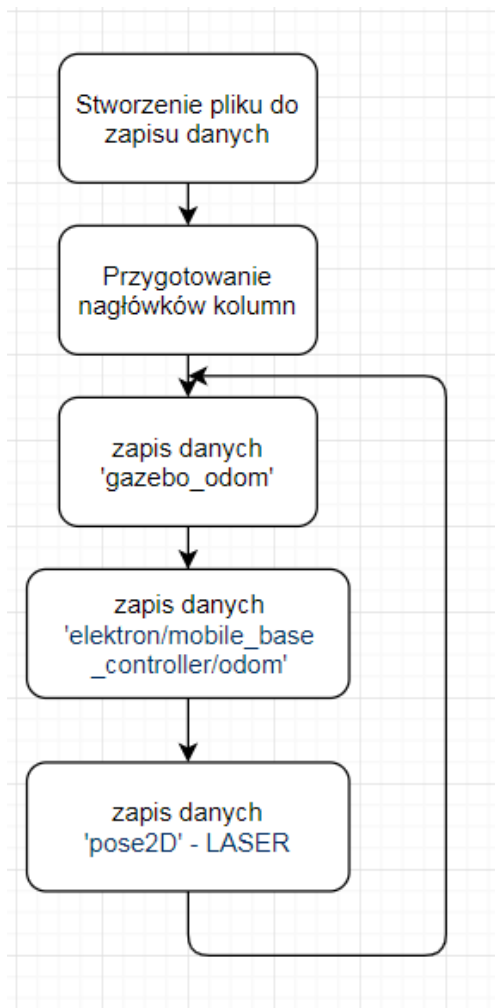 Stworzenie pliku do
zapisu danych
Przygotowanie
nagłówków kolumn
zapis danych
'gazebo_odom'
zapis danych
'elektron/mobile_base
_controller/odom'
zapis danych
'pose2D' - LASER